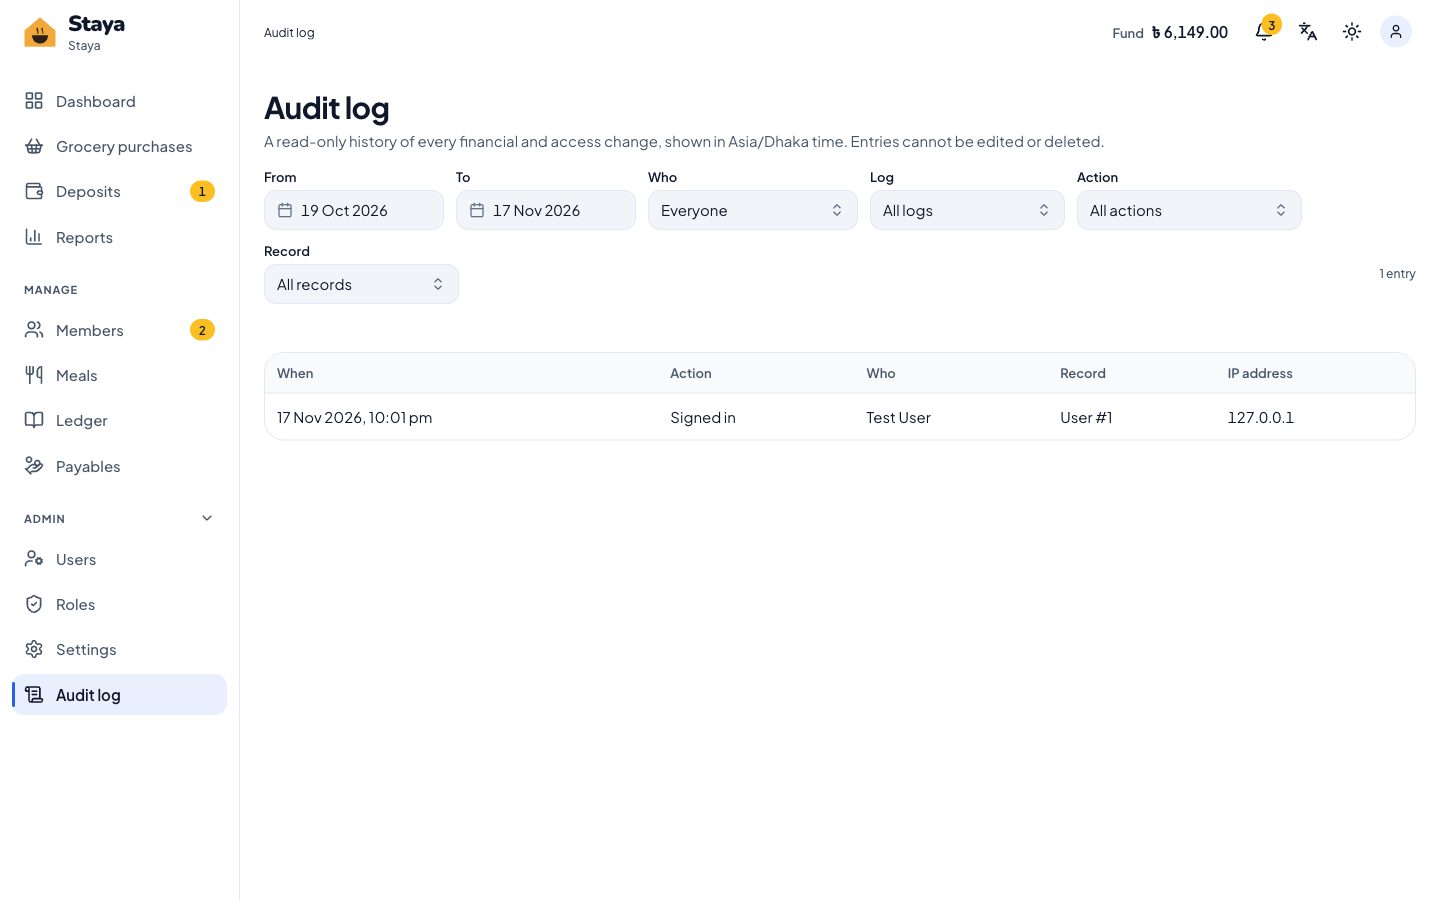 Staya
Staya
Dashboard
Grocery purchases
Deposits 1
Reports
MANAGE
Members 2
Meals
Ledger
Payables
ADMIN
Users
Roles
Settings
Audit log
Audit log
Fund ৳ 6,149.00 3
Audit log
A read-only history of every financial and access change, shown in Asia/Dhaka time. Entries cannot be edited or deleted.
From To Who Log Action
19 Oct 2026 17 Nov 2026 Everyone All logs All actions
Record
All records
1 entry
When Action Who Record IP address
17 Nov 2026, 10:01 pm Signed in Test User User #1 127.0.0.1